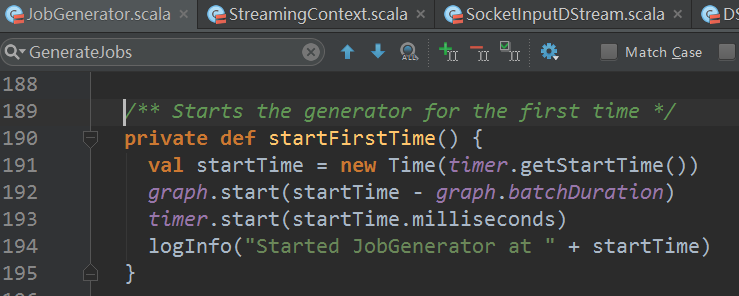 JobGenerator.scala × StreamingContext.scala × SocketInputDStream.scala × DS
GenerateJobs Match Case
188
189 /** Starts the generator for the first time */
190 private def startFirstTime() {
191 val startTime = new Time(timer.getStartTime())
192 graph.start(startTime - graph.batchDuration)
193 timer.start(startTime.milliseconds)
194 logInfo("Started JobGenerator at " + startTime)
195 }